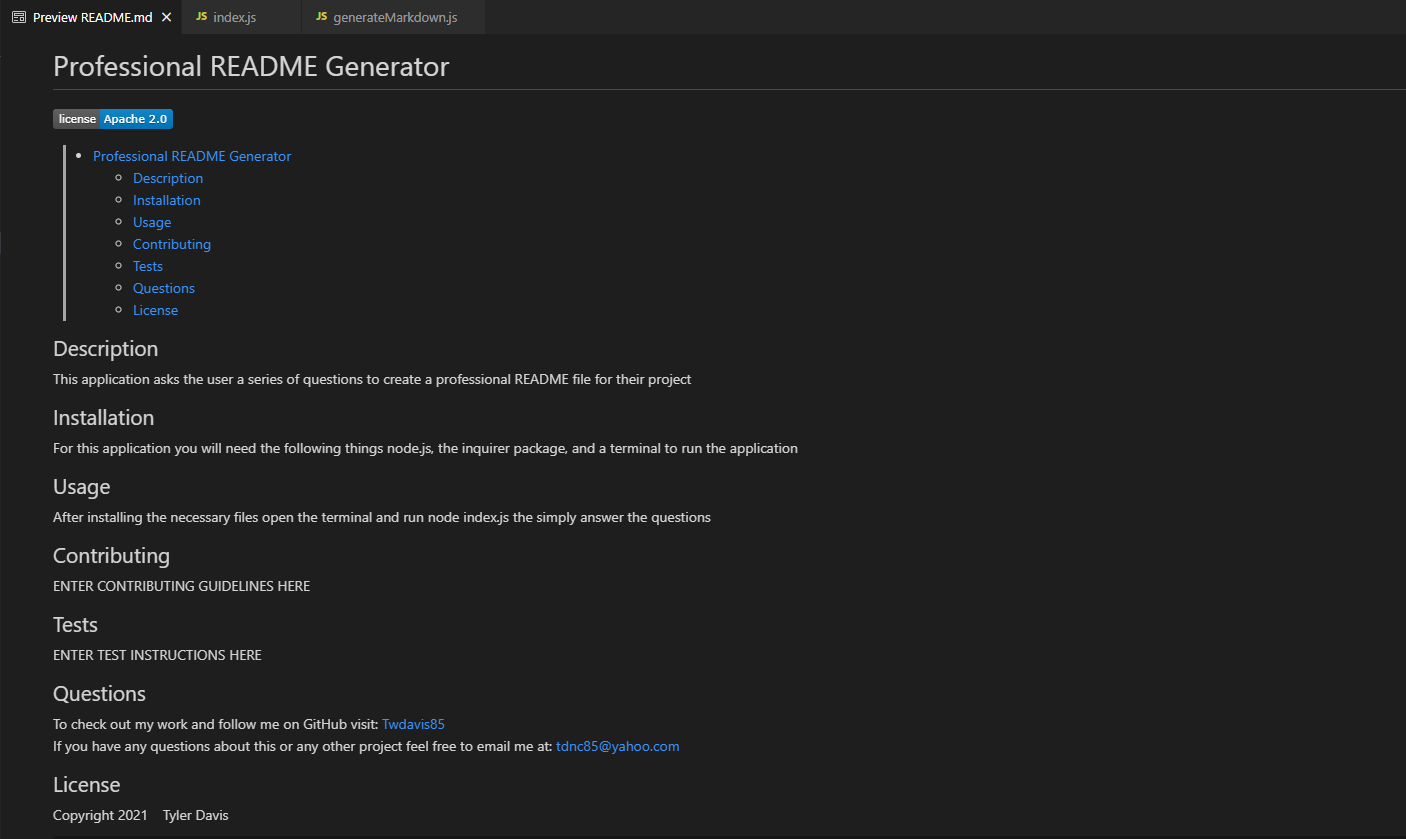 Preview README.md
JS index.js
JS generateMarkdown.js
Professional README Generator
license Apache 2.0
Professional README Generator
Description
Installation
Usage
Contributing
Tests
Questions
License
Description
This application asks the user a series of questions to create a professional README file for their project
Installation
For this application you will need the following things node.js, the inquirer package, and a terminal to run the application
Usage
After installing the necessary files open the terminal and run node index.js the simply answer the questions
Contributing
ENTER CONTRIBUTING GUIDELINES HERE
Tests
ENTER TEST INSTRUCTIONS HERE
Questions
To check out my work and follow me on GitHub visit: Twdavis85
If you have any questions about this or any other project feel free to email me at: tdnc85@yahoo.com
License
Copyright 2021 Tyler Davis